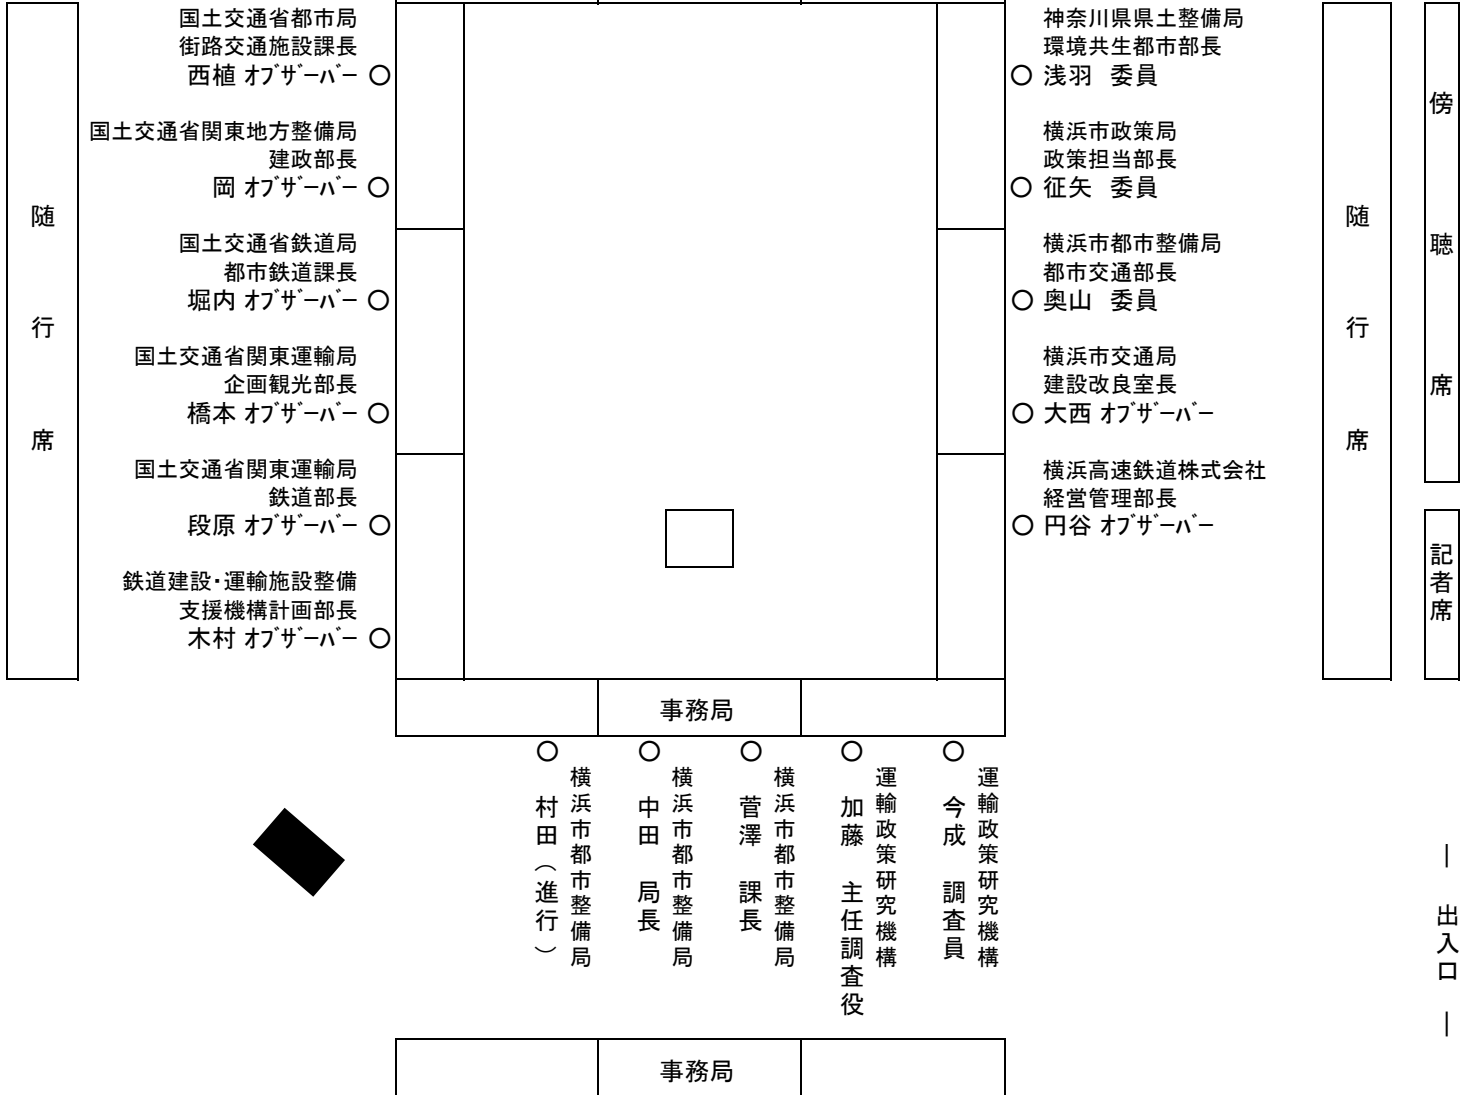 国土交通省都市局
街路交通施設課長
西植 ｵﾌﾞｻﾞｰﾊﾞｰ ○
国土交通省関東地方整備局
建政部長
岡 ｵﾌﾞｻﾞｰﾊﾞｰ ○
国土交通省鉄道局
都市鉄道課長
堀内 ｵﾌﾞｻﾞｰﾊﾞｰ ○
国土交通省関東運輸局
企画観光部長
橋本 ｵﾌﾞｻﾞｰﾊﾞｰ ○
国土交通省関東運輸局
鉄道部長
段原 ｵﾌﾞｻﾞｰﾊﾞｰ ○
鉄道建設・運輸施設整備
支援機構計画部長
木村 ｵﾌﾞｻﾞｰﾊﾞｰ ○
随行席
神奈川県県土整備局
環境共生都市部長
○ 浅羽　委員
横浜市政策局
政策担当部長
○ 征矢　委員
横浜市都市整備局
都市交通部長
○ 奥山　委員
横浜市交通局
建設改良室長
○ 大西 ｵﾌﾞｻﾞｰﾊﾞｰ
横浜高速鉄道株式会社
経営管理部長
○ 円谷 ｵﾌﾞｻﾞｰﾊﾞｰ
随行席
傍聴席
記者席
事務局
運輸政策研究機構
○ 今成　調査員
運輸政策研究機構
○ 加藤　主任調査役
横浜市都市整備局
○ 菅澤　課長
横浜市都市整備局
○ 中田　局長
横浜市都市整備局
○ 村田（進行）
｜　出入口　｜
事務局